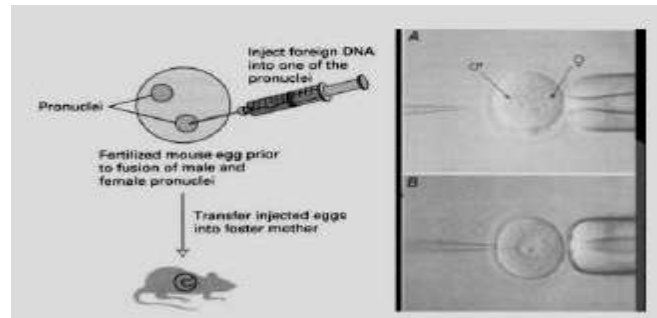 Inject foreign DNA
into one of the
pronuclei
Pronuclei
Fertilized mouse egg prior
to fusion of male and
female pronuclei
Transfer injected eggs
into foster mother
A
♂
♀
B